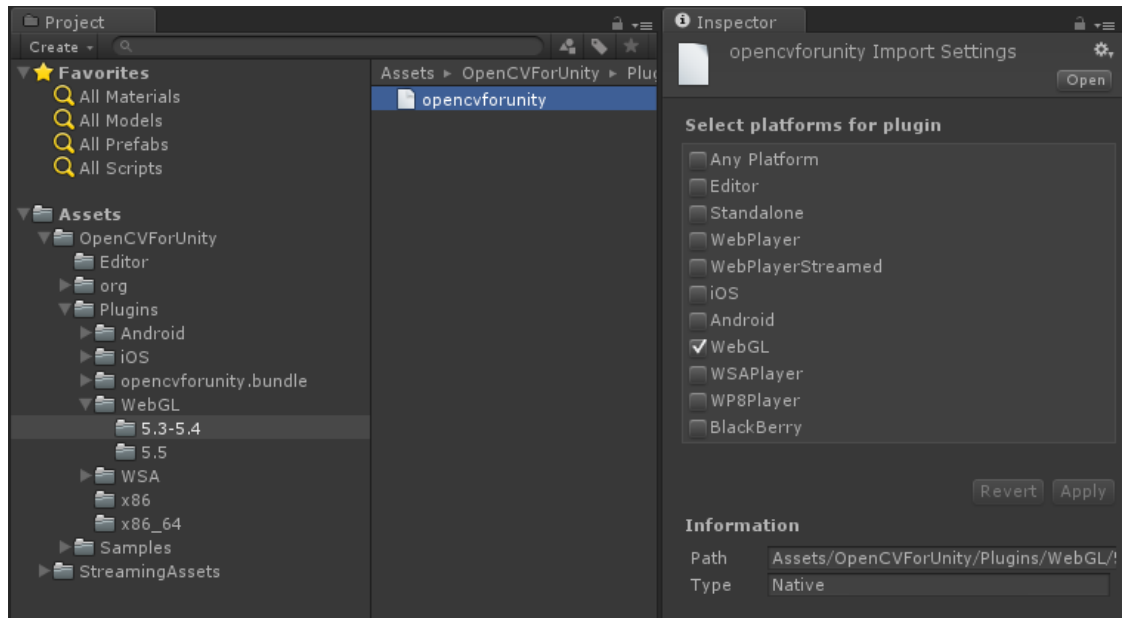 Project
Create
Favorites
All Materials
All Models
All Prefabs
All Scripts
Assets
OpenCVForUnity
Editor
org
Plugins
Android
iOS
opencvforunity.bundle
WebGL
5.3-5.4
5.5
WSA
x86
x86_64
Samples
StreamingAssets
Assets ▸ OpenCVForUnity ▸ Plug
opencvforunity
Inspector
opencvforunity Import Settings
Open
Select platforms for plugin
Any Platform
Editor
Standalone
WebPlayer
WebPlayerStreamed
iOS
Android
WebGL
WSAPlayer
WP8Player
BlackBerry
Revert Apply
Information
Path Assets/OpenCVForUnity/Plugins/WebGL/
Type Native